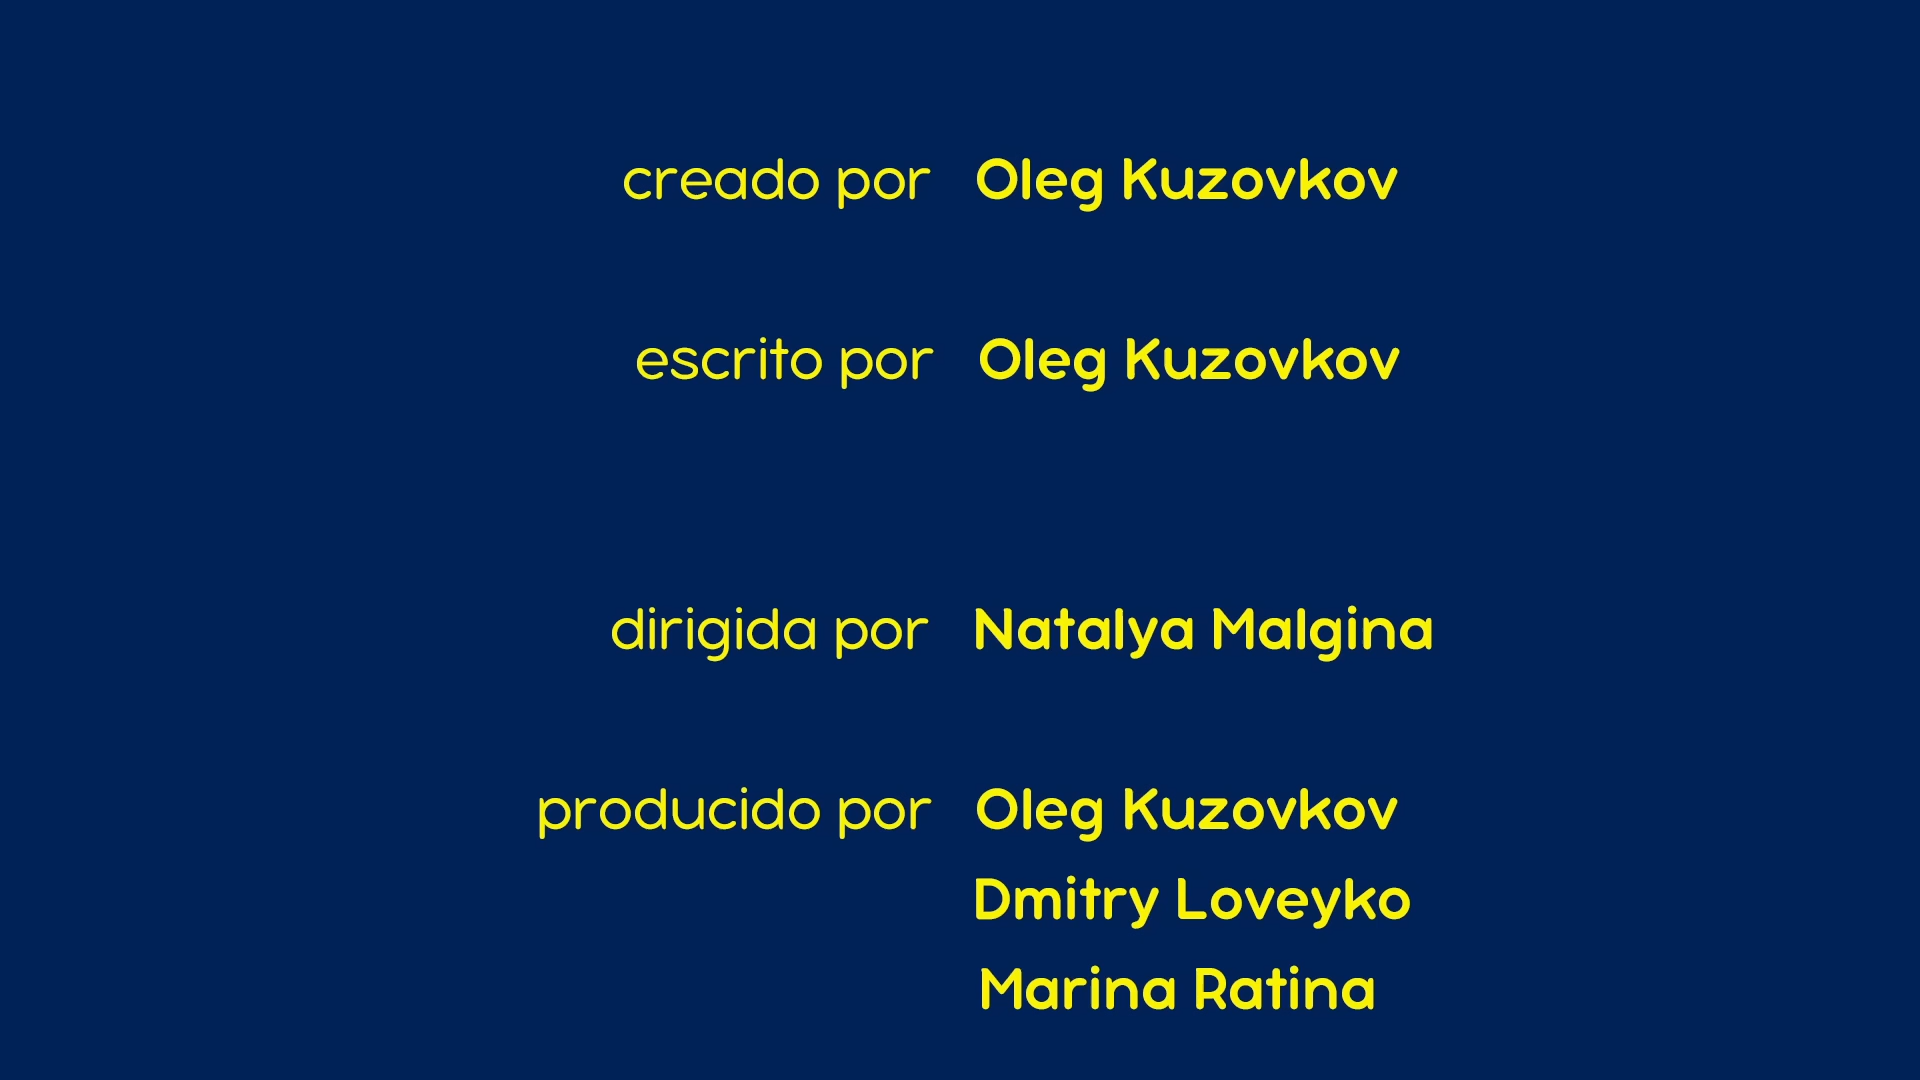 creado por Oleg Kuzovkov
escrito por Oleg Kuzovkov
dirigida por Natalya Malgina
producido por Oleg Kuzovkov
Dmitry Loveyko
Marina Ratina